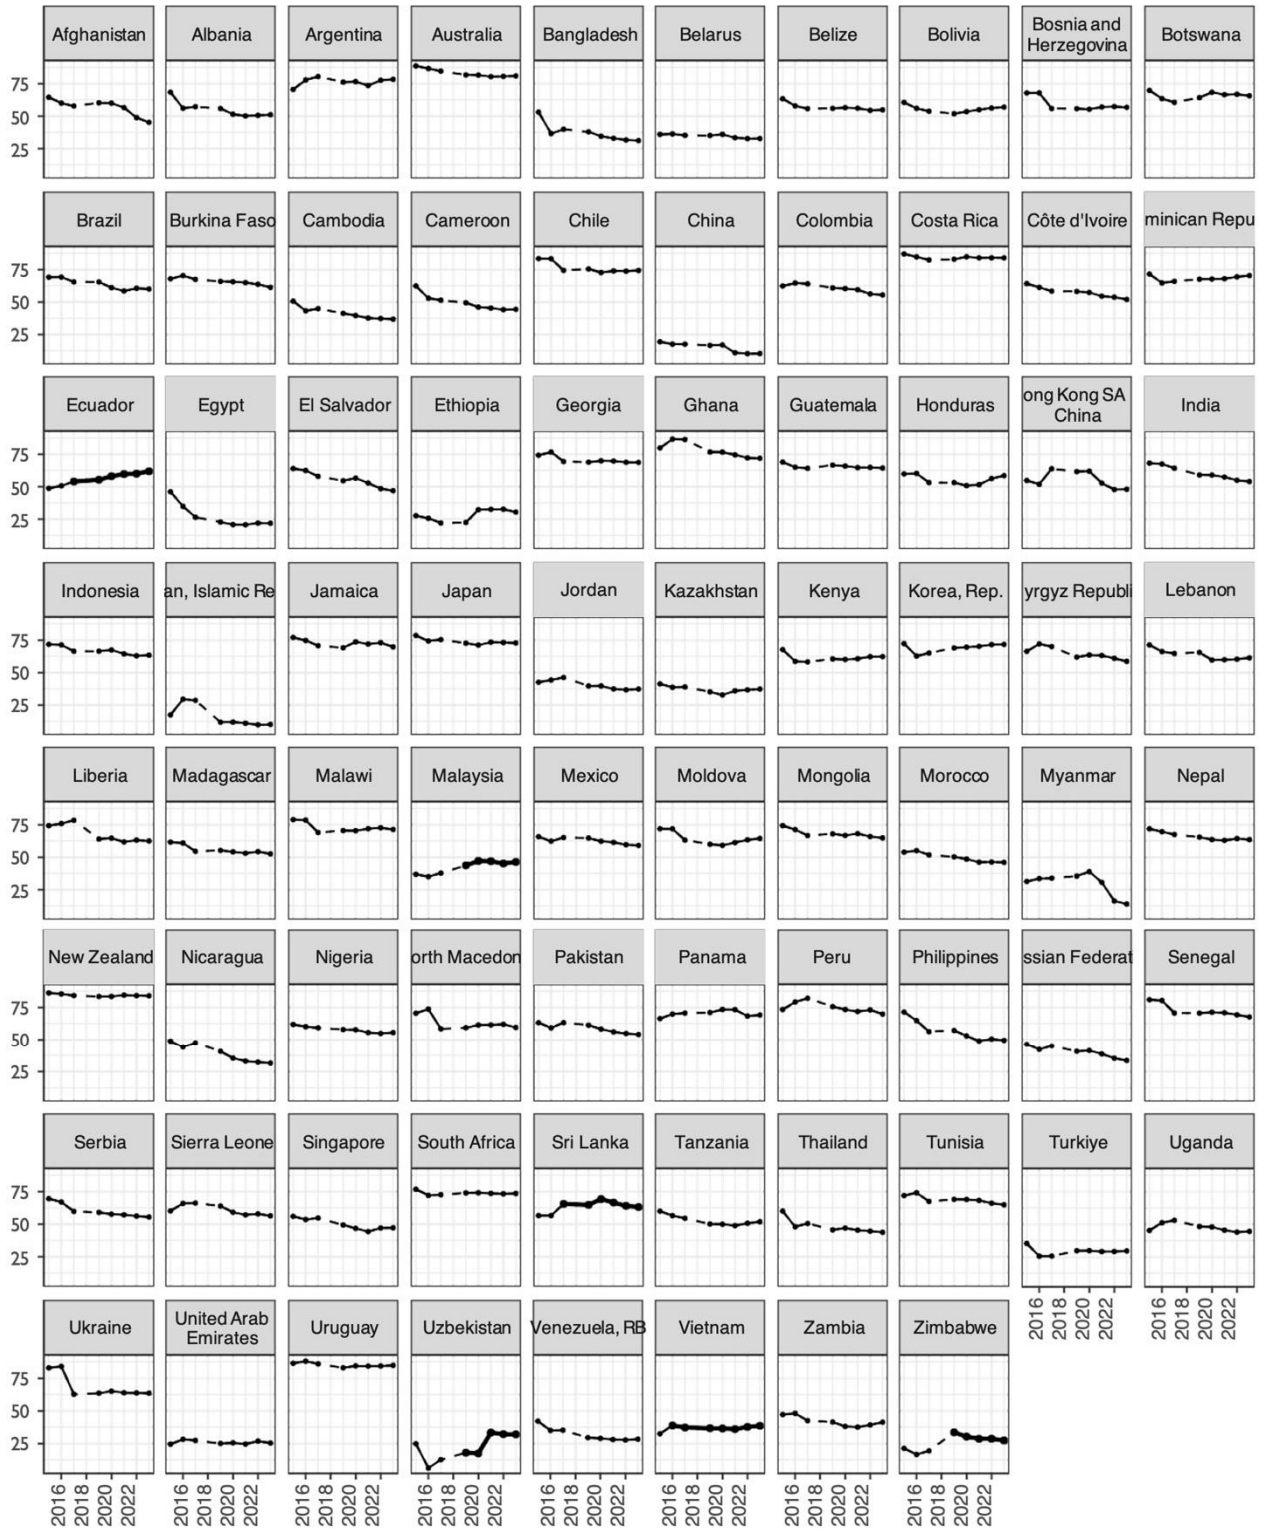 Afghanistan
Albania
Argentina
Australia
Bangladesh
Belarus
Belize
Bolivia
Bosnia and
Herzegovina
Botswana
75
50
25
Brazil
Burkina Faso
Cambodia
Cameroon
Chile
China
Colombia
Costa Rica
Côte d'Ivoire
minican Repu
75
50
25
Ecuador
Egypt
El Salvador
Ethiopia
Georgia
Ghana
Guatemala
Honduras
ong Kong SA
China
India
75
50
25
Indonesia
an, Islamic Re
Jamaica
Japan
Jordan
Kazakhstan
Kenya
Korea, Rep.
yrgyz Republi
Lebanon
75
50
25
Liberia
Madagascar
Malawi
Malaysia
Mexico
Moldova
Mongolia
Morocco
Myanmar
Nepal
75
50
25
New Zealand
Nicaragua
Nigeria
orth Macedon
Pakistan
Panama
Peru
Philippines
ssian Federat
Senegal
75
50
25
Serbia
Sierra Leone
Singapore
South Africa
Sri Lanka
Tanzania
Thailand
Tunisia
Turkiye
Uganda
75
50
25
2016
2018
2020
2022
2016
2018
2020
2022
Ukraine
United Arab
Emirates
Uruguay
Uzbekistan
Venezuela, RB
Vietnam
Zambia
Zimbabwe
75
50
25
2016
2018
2020
2022
2016
2018
2020
2022
2016
2018
2020
2022
2016
2018
2020
2022
2016
2018
2020
2022
2016
2018
2020
2022
2016
2018
2020
2022
2016
2018
2020
2022